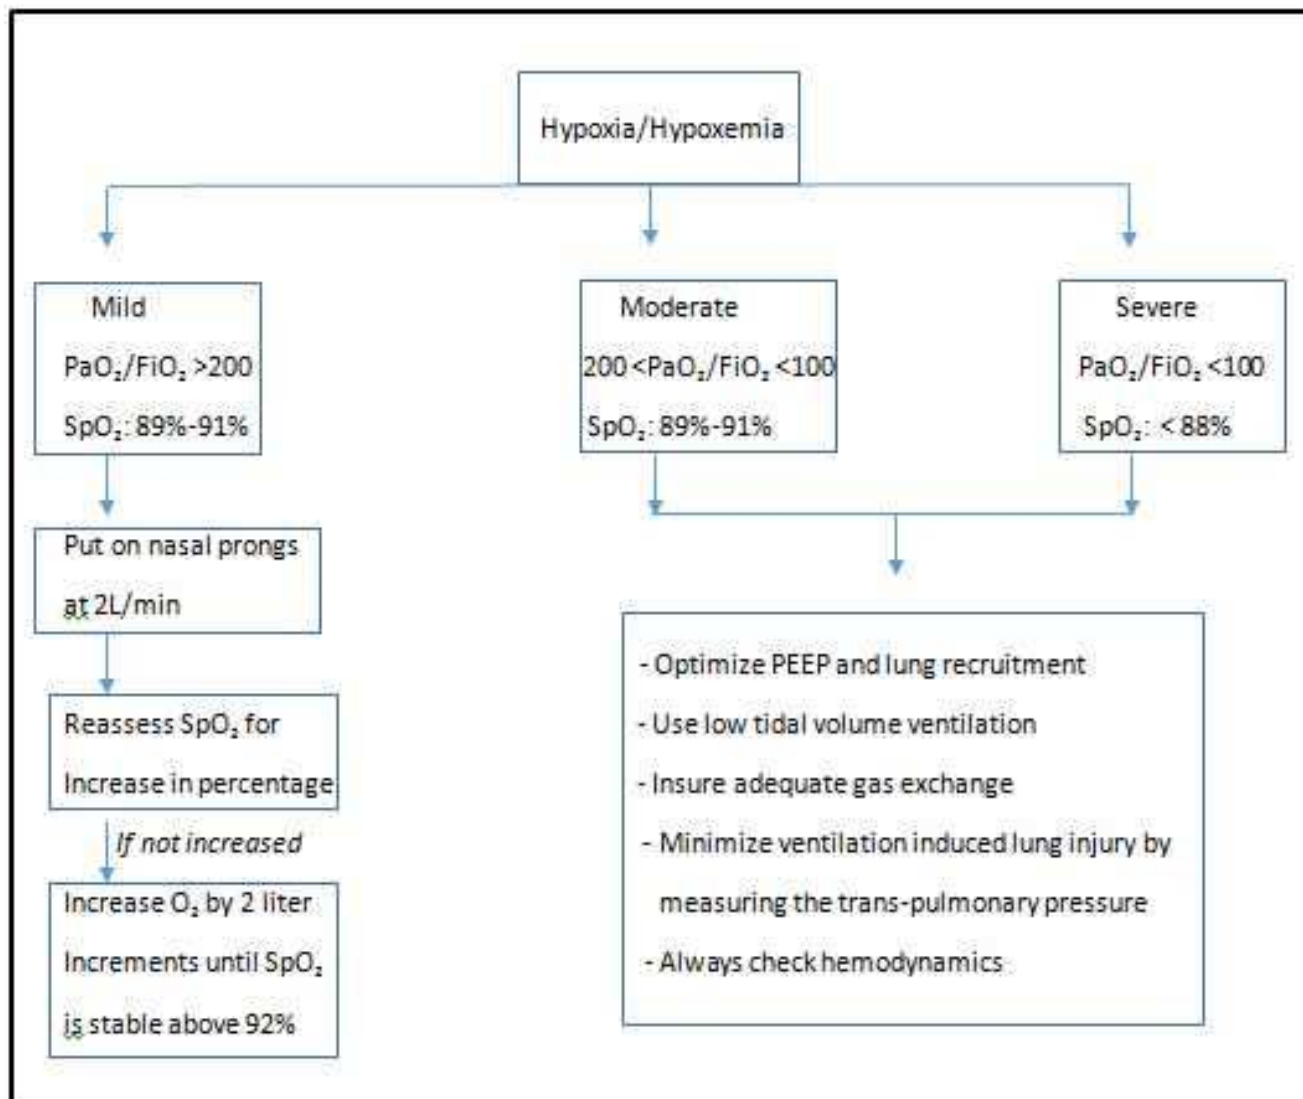 Hypoxia/Hypoxemia
Mild
PaO₂/FiO₂ >200
SpO₂: 89%-91%
Moderate
200 <PaO₂/FiO₂ <100
SpO₂: 89%-91%
Severe
PaO₂/FiO₂ <100
SpO₂: < 88%
Put on nasal prongs
at 2L/min
Reassess SpO₂ for
Increase in percentage
If not increased
Increase O₂ by 2 liter
Increments until SpO₂
is stable above 92%
- Optimize PEEP and lung recruitment
- Use low tidal volume ventilation
- Insure adequate gas exchange
- Minimize ventilation induced lung injury by
measuring the trans-pulmonary pressure
- Always check hemodynamics